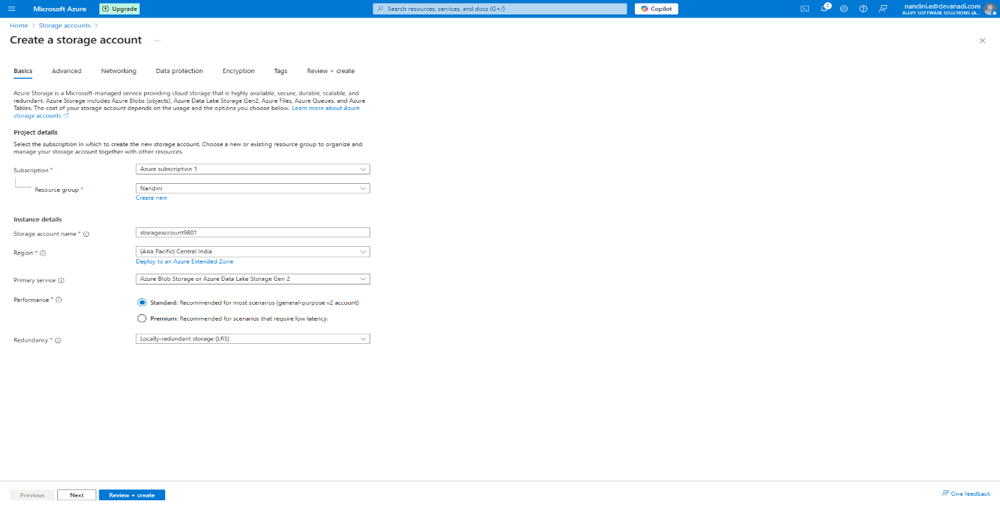 Microsoft Azure
Upgrade
Search resources, services, and docs (G+/)
Copilot
2
nandini.e@devanadi.com
ALLVY SOFTWARE SOLUTIONS (A...
Home > Storage accounts >
Create a storage account ...
Basics Advanced Networking Data protection Encryption Tags Review + create
Azure Storage is a Microsoft-managed service providing cloud storage that is highly available, secure, durable, scalable, and
redundant. Azure Storage includes Azure Blobs (objects), Azure Data Lake Storage Gen2, Azure Files, Azure Queues, and Azure
Tables. The cost of your storage account depends on the usage and the options you choose below. Learn more about Azure
storage accounts
Project details
Select the subscription in which to create the new storage account. Choose a new or existing resource group to organize and
manage your storage account together with other resources.
Subscription * Azure subscription 1
Resource group * Nandini
Create new
Instance details
Storage account name * storageaccount9801
Region * (Asia Pacific) Central India
Deploy to an Azure Extended Zone
Primary service Azure Blob Storage or Azure Data Lake Storage Gen 2
Performance * Standard: Recommended for most scenarios (general-purpose v2 account)
Premium: Recommended for scenarios that require low latency.
Redundancy * Locally-redundant storage (LRS)
Previous Next Review + create
Give feedback